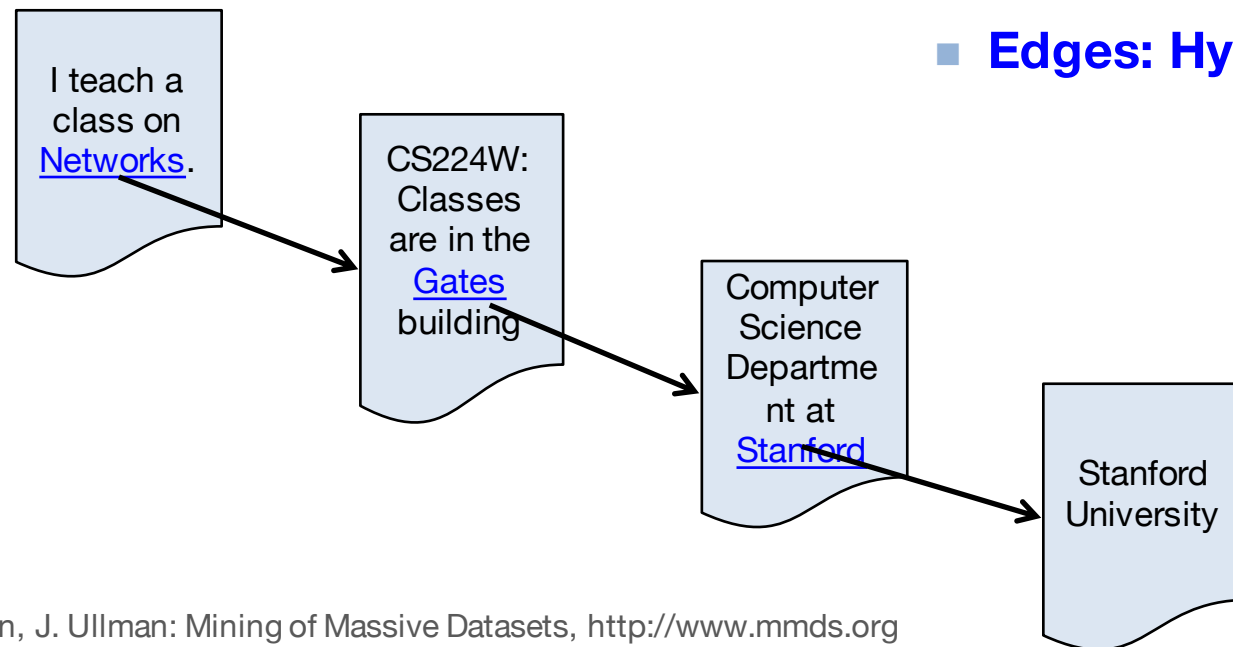 Edges: Hy
I teach a
class on
Networks.
CS224W:
Classes
are in the
Gates
building
Computer
Science
Departme
nt at
Stanford
Stanford
University
n, J. Ullman: Mining of Massive Datasets, http://www.mmds.org